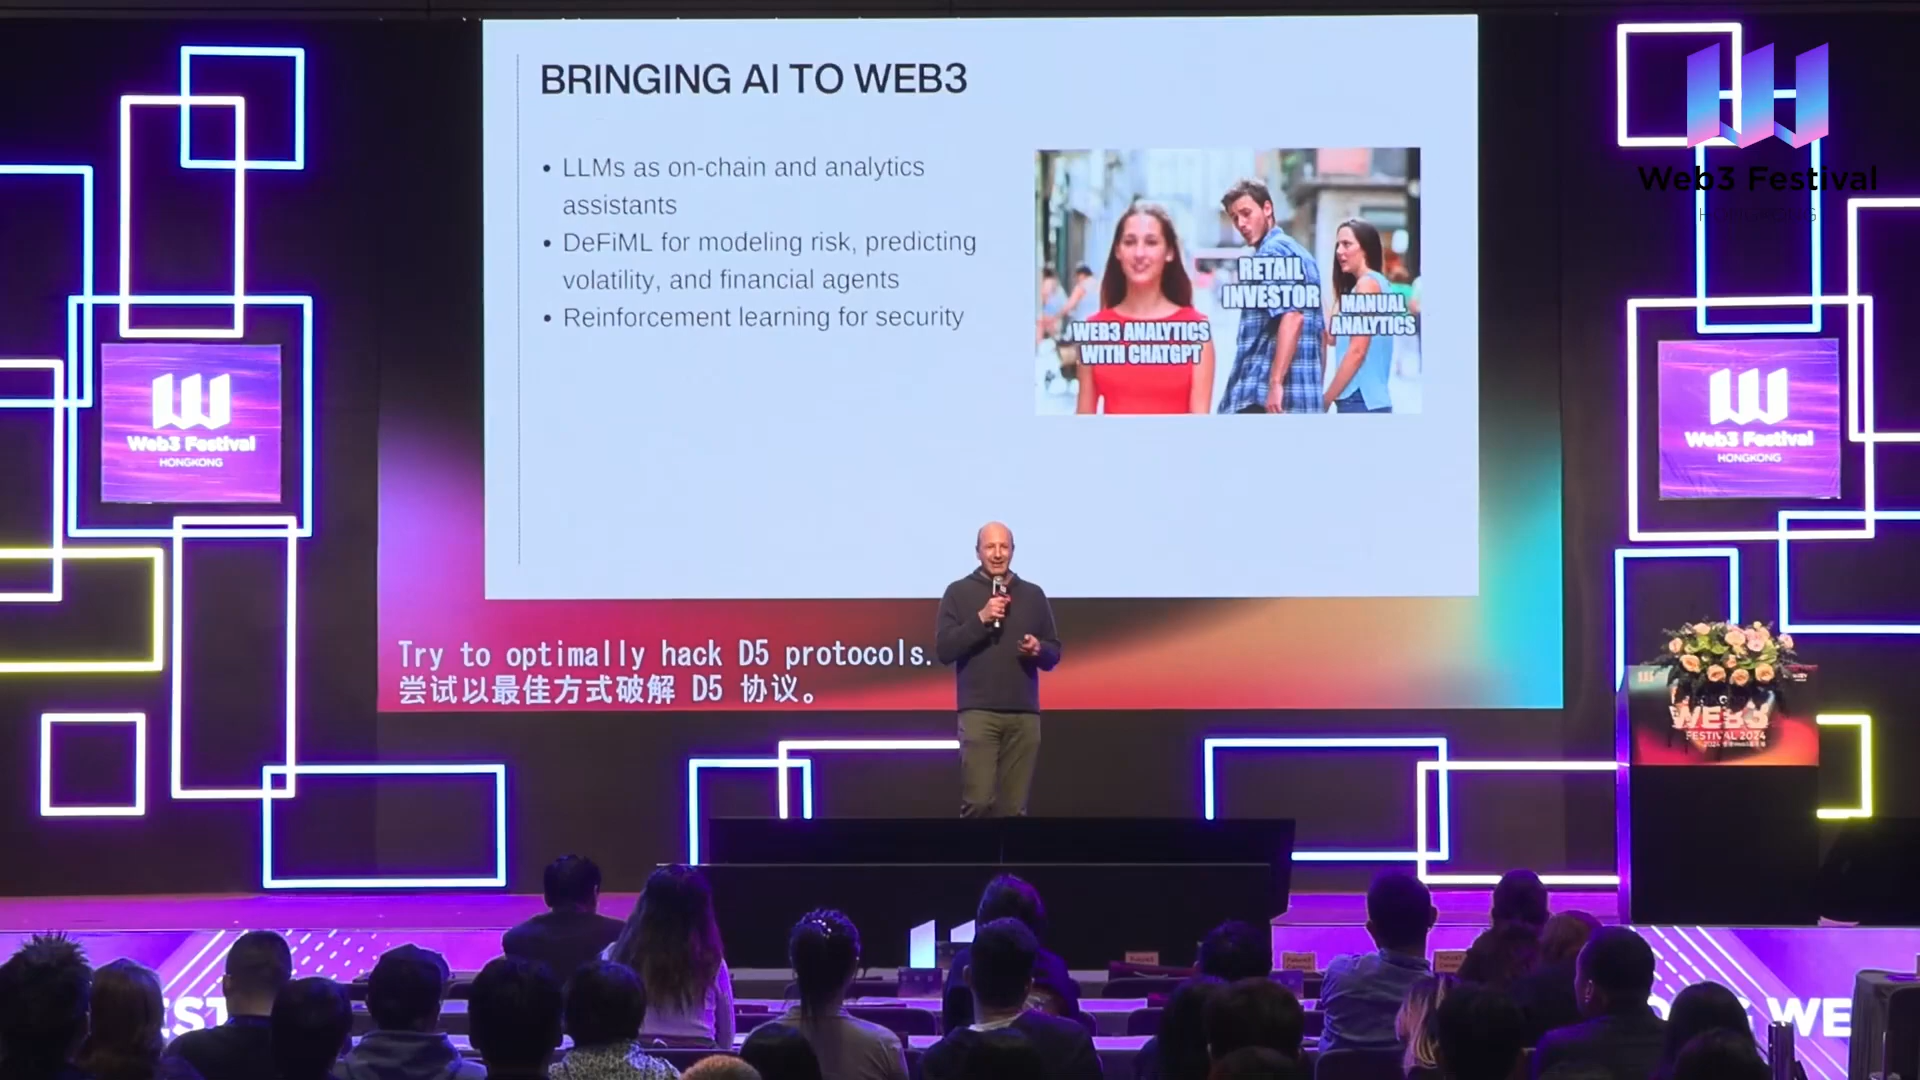 BRINGING AI TO WEB3
• LLMs as on-chain and analytics
assistants
• DeFiML for modeling risk, predicting
volatility, and financial agents
• Reinforcement learning for security
WEB3 ANALYTICS
WITH CHATGPT
RETAIL
INVESTOR
MANUAL
ANALYTICS
Web3 Festival
HONGKONG
Web3 Festival
HONGKONG
Web3 Festival
HONGKONG
Try to optimally hack D5 protocols.
尝试以最佳方式破解 D5 协议。
WEB3
FESTIVAL 2024
WE